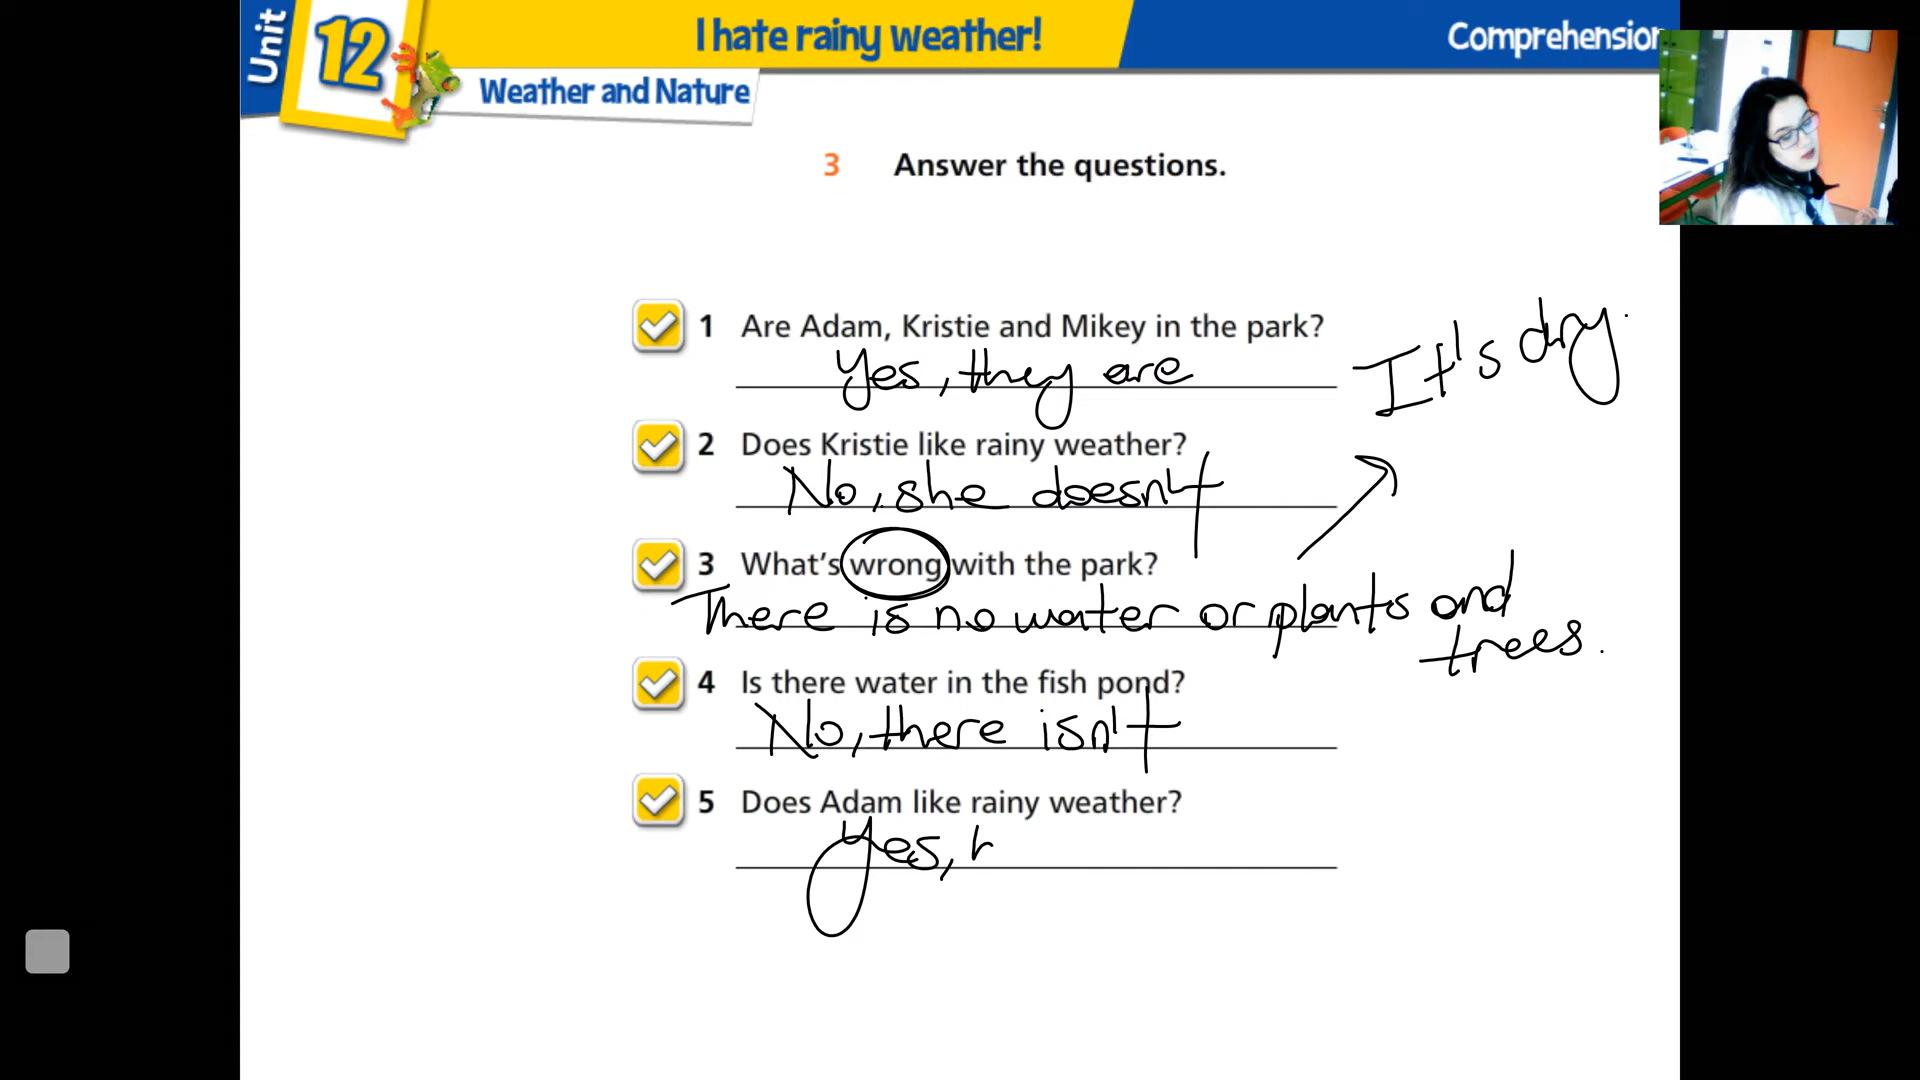 Unit 12
I hate rainy weather!
Comprehension
Weather and Nature
3 Answer the questions.
1 Are Adam, Kristie and Mikey in the park?
Yes, they are
It's dry.
2 Does Kristie like rainy weather?
No, she doesn't
3 What's wrong with the park?
There is no water or plants and
trees.
4 Is there water in the fish pond?
No, there isn't
5 Does Adam like rainy weather?
Yes, h